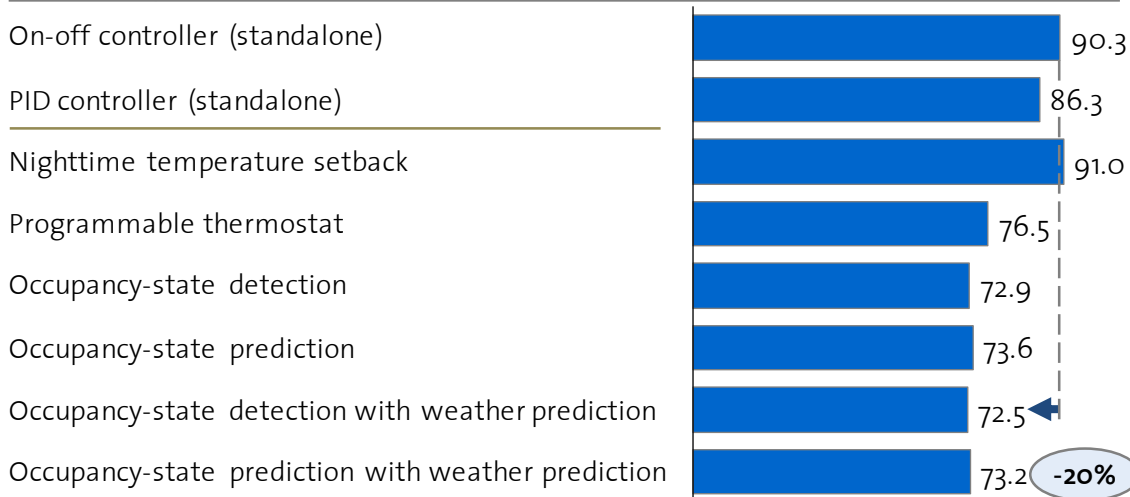 On-off controller (standalone) 90.3
PID controller (standalone) 86.3
Nighttime temperature setback 91.0
Programmable thermostat 76.5
Occupancy-state detection 72.9
Occupancy-state prediction 73.6
Occupancy-state detection with weather prediction 72.5
Occupancy-state prediction with weather prediction 73.2 -20%